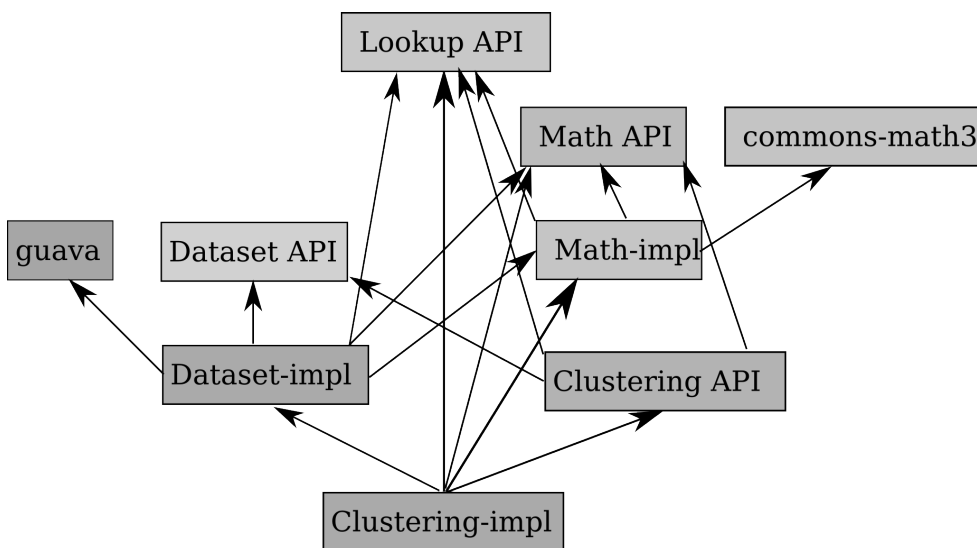 Lookup API
Math API
commons-math3
guava
Dataset API
Math-impl
Dataset-impl
Clustering API
Clustering-impl